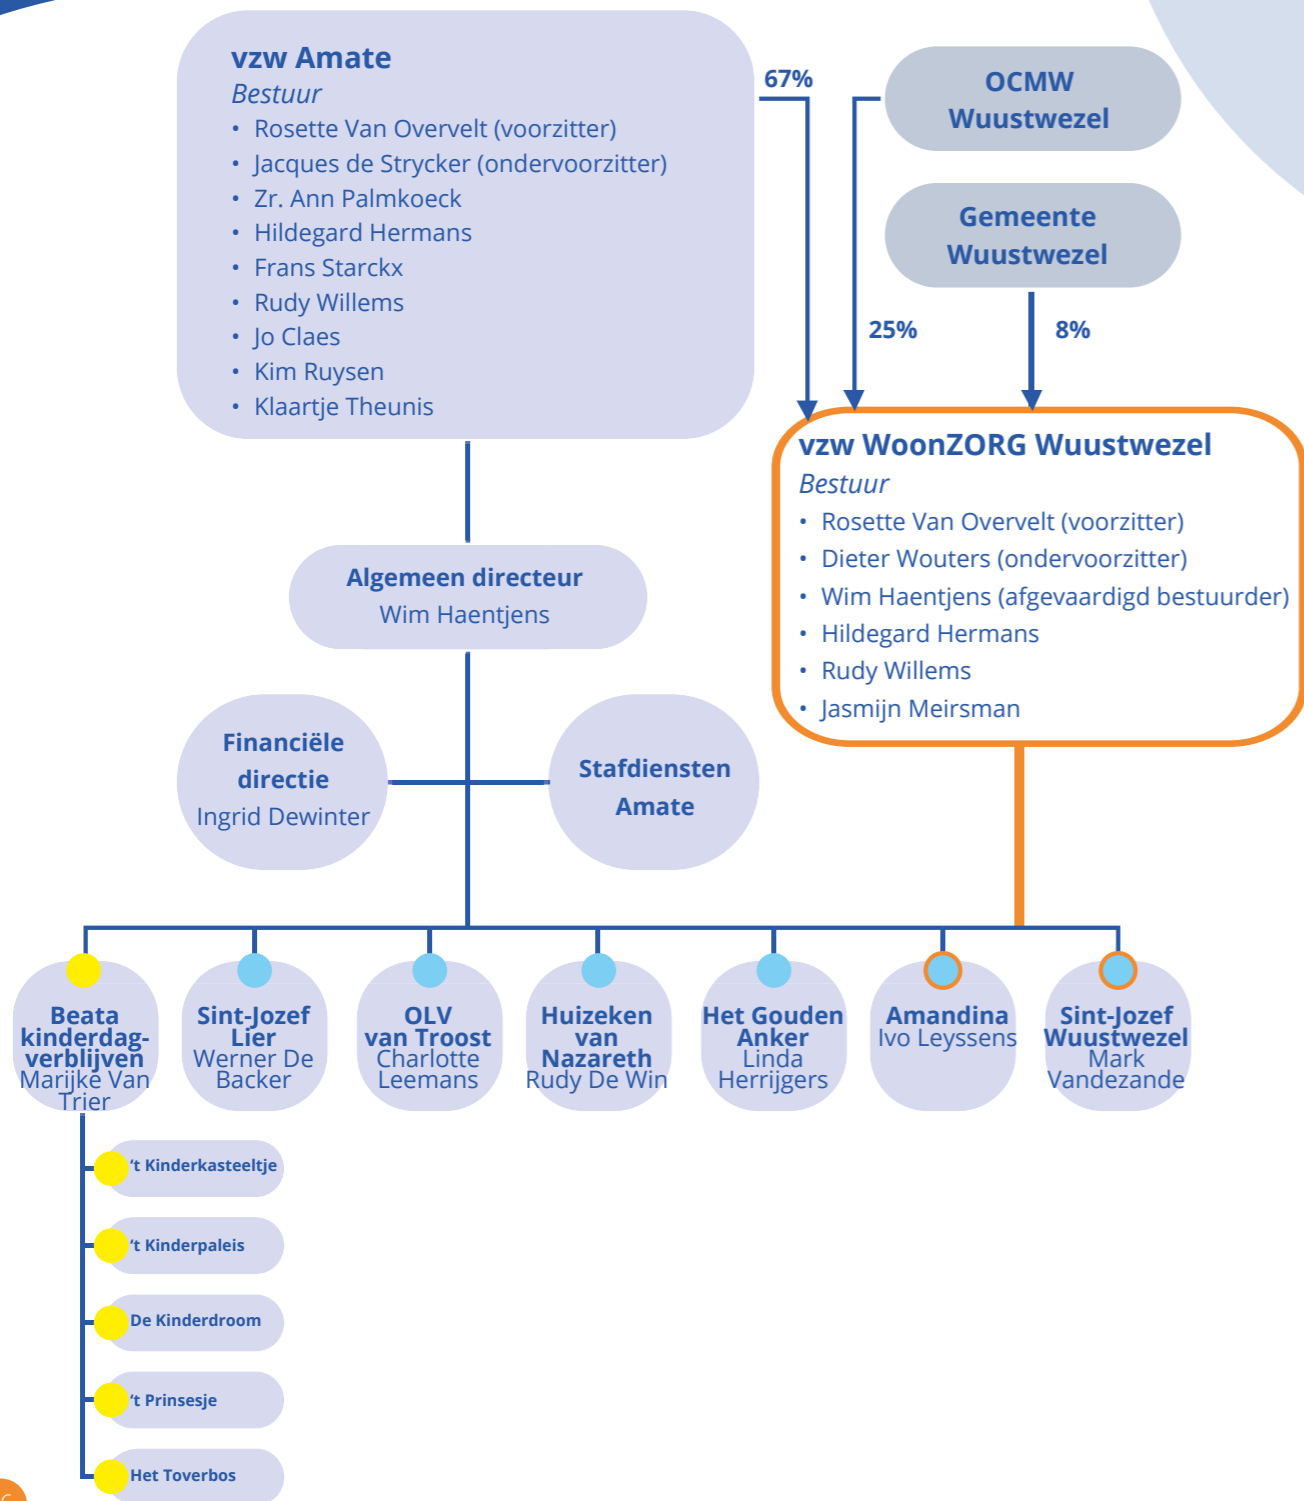 vzw Amate
Bestuur
• Rosette Van Overvelt (voorzitter)
• Jacques de Strycker (ondervoorzitter)
• Zr. Ann Palmkoeck
• Hildegard Hermans
• Frans Starckx
• Rudy Willems
• Jo Claes
• Kim Ruysen
• Klaartje Theunis
67%
OCMW
Wuustwezel
Gemeente
Wuustwezel
25%
8%
vzw WoonZORG Wuustwezel
Bestuur
• Rosette Van Overvelt (voorzitter)
• Dieter Wouters (ondervoorzitter)
• Wim Haentjens (afgevaardigd bestuurder)
• Hildegard Hermans
• Rudy Willems
• Jasmijn Meirsman
Algemeen directeur
Wim Haentjens
Financiële
directie
Ingrid Dewinter
Stafdiensten
Amate
Beata
kinderdag-
verblijven
Marijke Van
Trier
Sint-Jozef
Lier
Werner De
Backer
OLV
van Troost
Charlotte
Leemans
Huizeken
van
Nazareth
Rudy De Win
Het Gouden
Anker
Linda
Herrijgers
Amandina
Ivo Leyssens
Sint-Jozef
Wuustwezel
Mark
Vandezande
‘t Kinderkasteeltje
‘t Kinderpaleis
De Kinderdroom
‘t Prinsesje
Het Toverbos